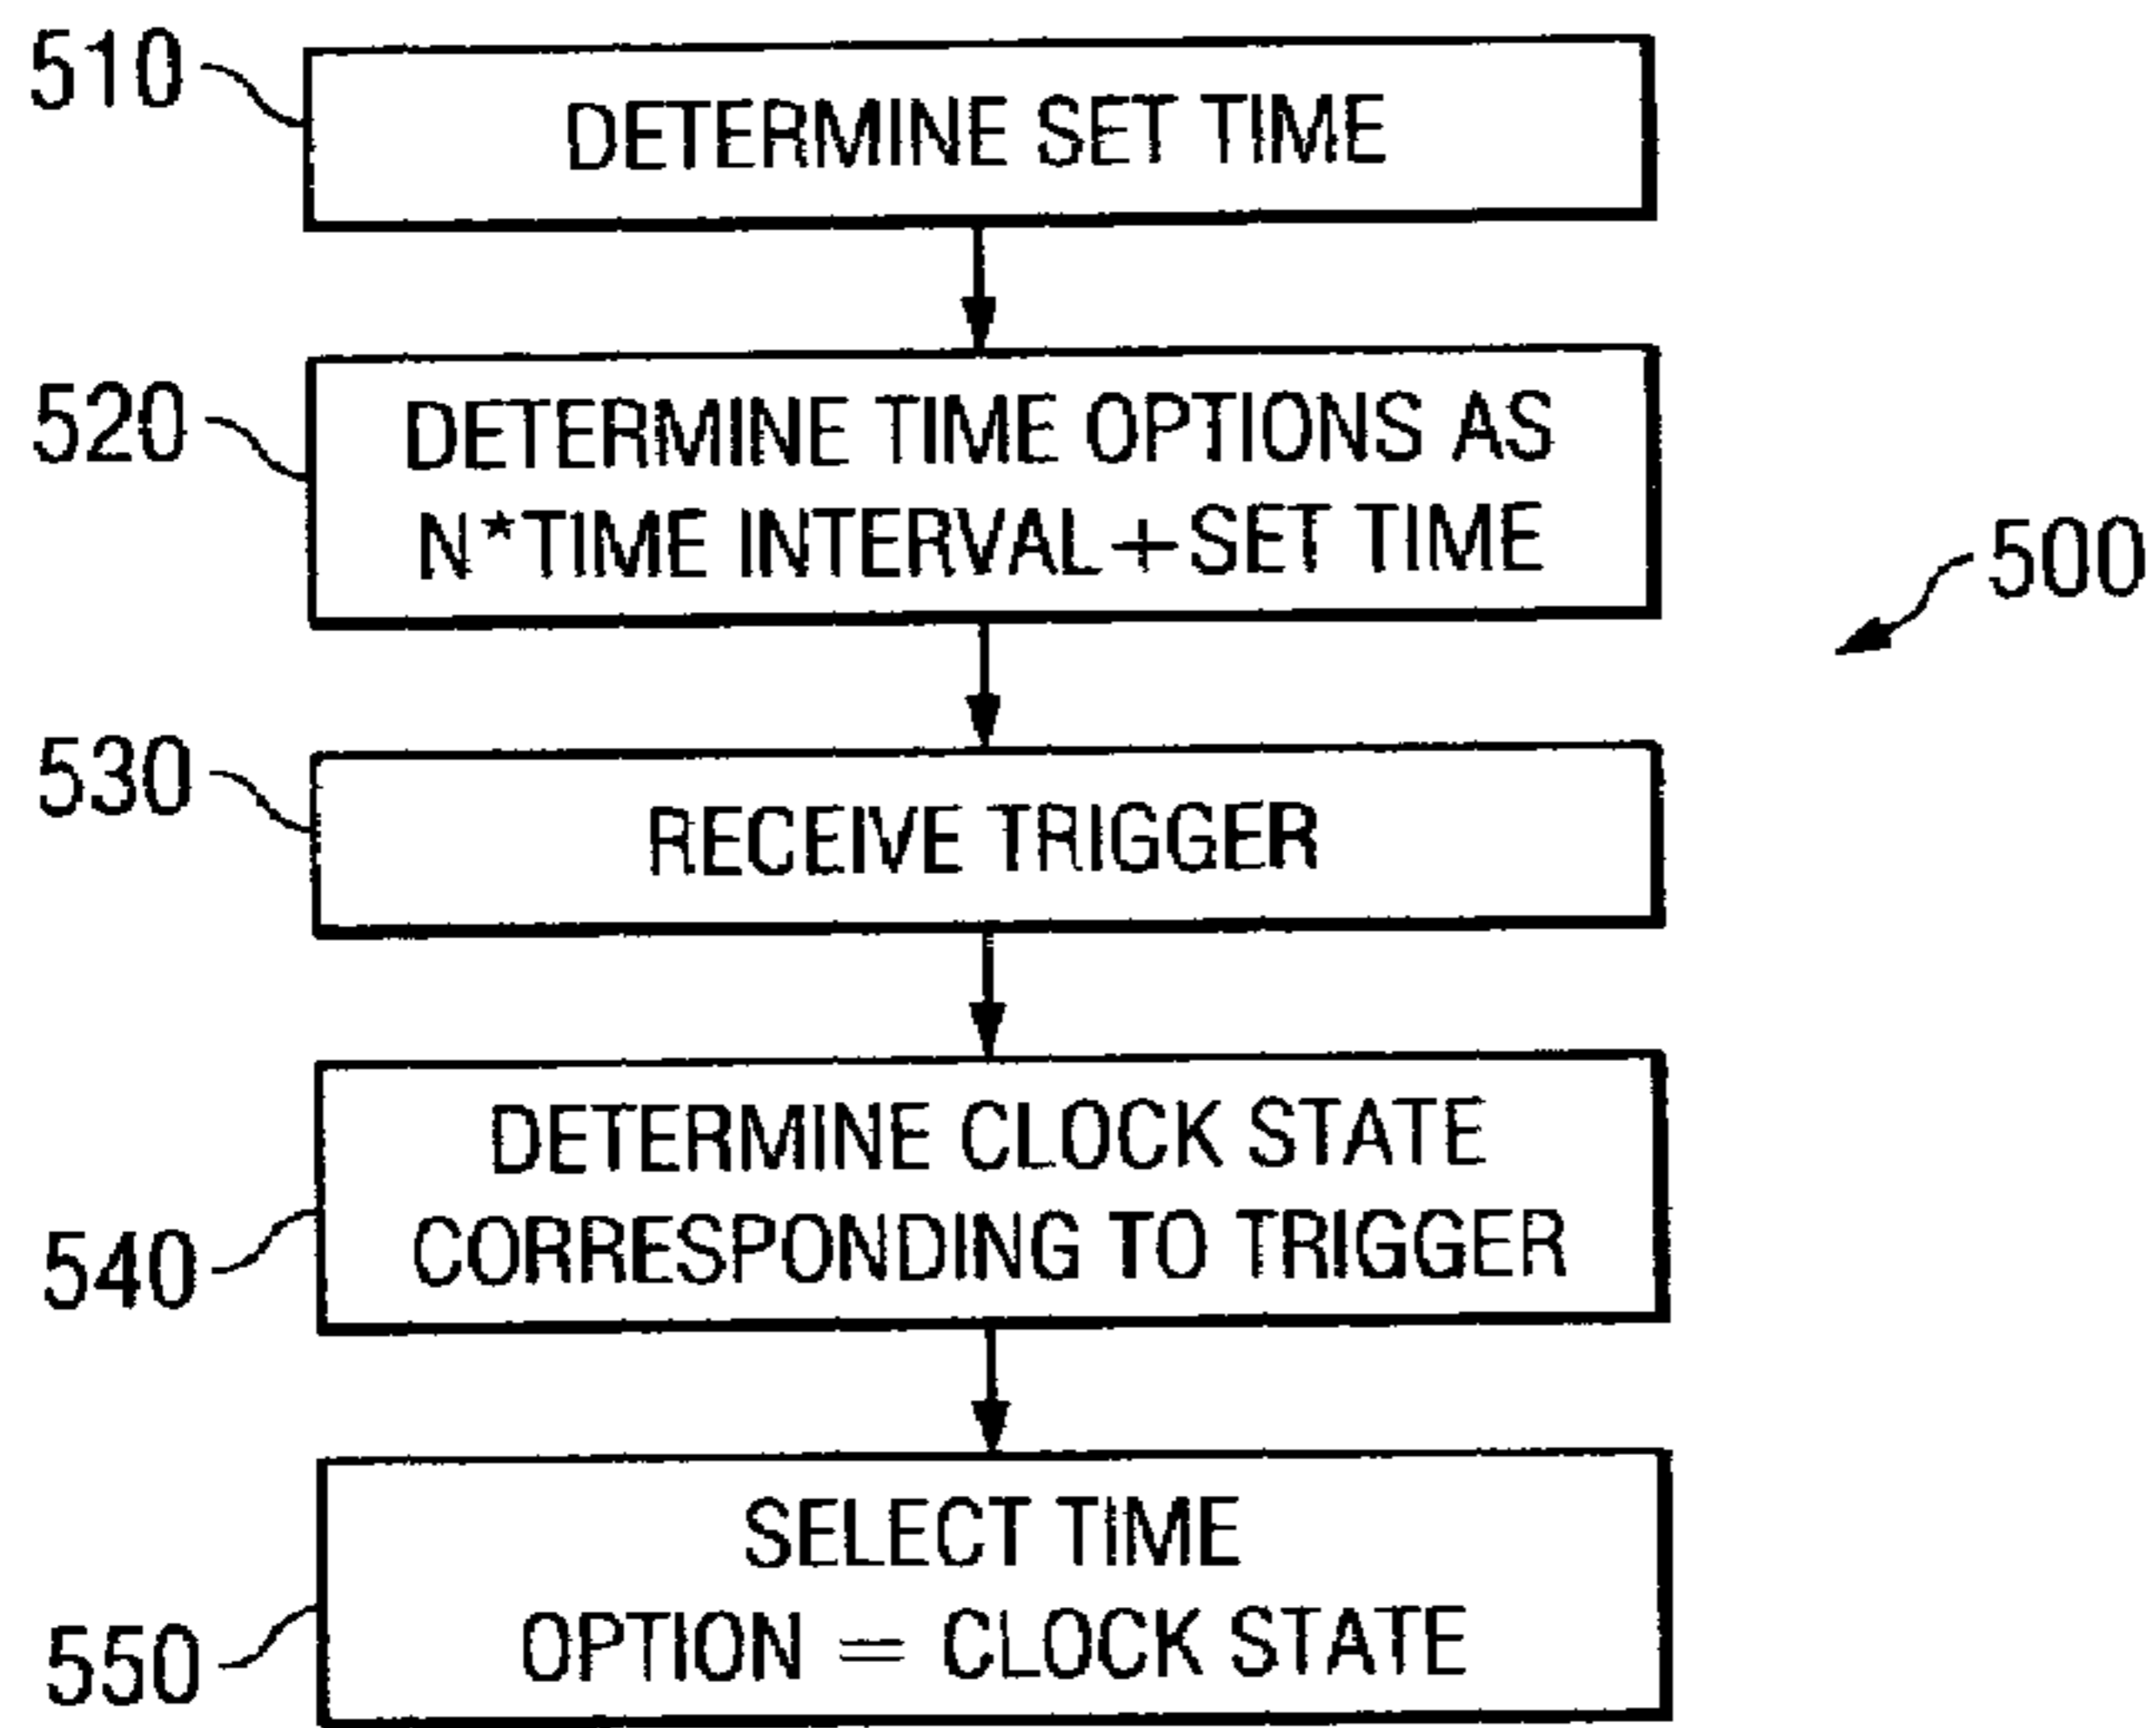 510
DETERMINE SET TIME
520
DETERMINE TIME OPTIONS AS
N*TIME INTERVAL+SET TIME
500
530
RECEIVE TRIGGER
540
DETERMINE CLOCK STATE
CORRESPONDING TO TRIGGER
550
SELECT TIME
OPTION = CLOCK STATE